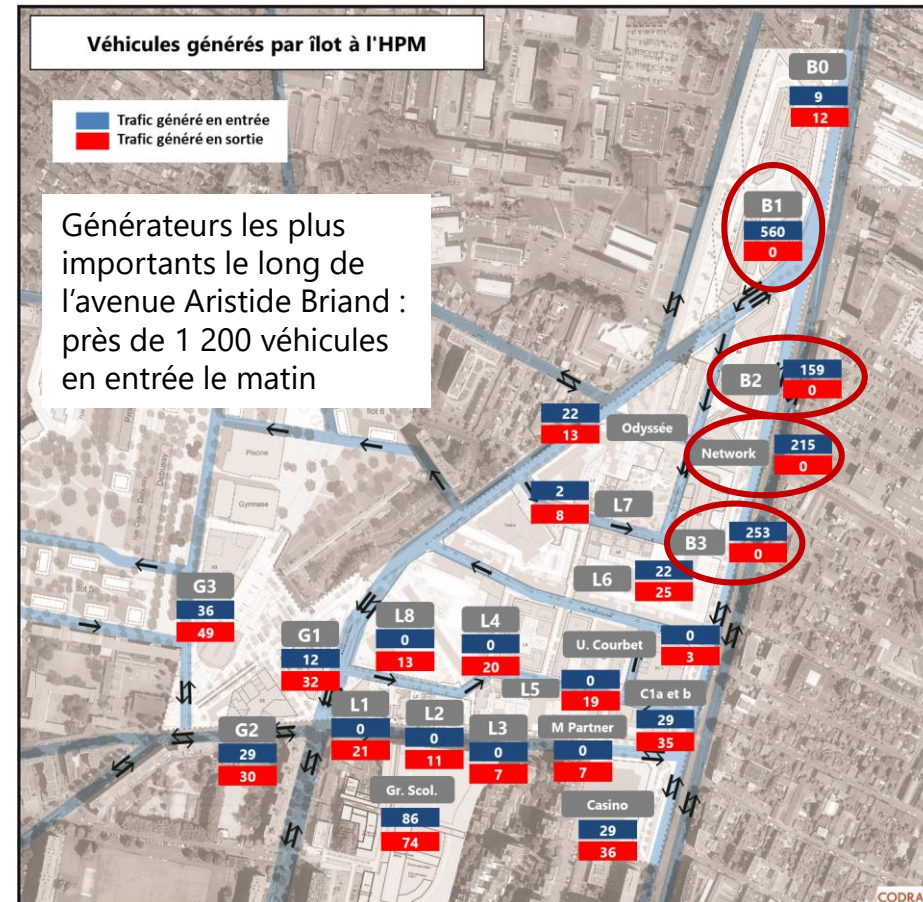 Véhicules générés par îlot à l'HPM
Trafic généré en entrée
Trafic généré en sortie
Générateurs les plus
importants le long de
l'avenue Aristide Briand :
près de 1 200 véhicules
en entrée le matin
B0
9
12
B1
560
0
B2
159
0
Odyssée
22
13
Network
215
0
L7
2
8
B3
253
0
L6
22
25
Piscine
Gymnase
Debussy
G3
36
49
G1
12
32
L8
0
13
L4
0
20
U. Courbet
0
3
L5
0
19
C1a et b
29
35
G2
29
30
L1
0
21
L2
0
11
L3
0
7
M Partner
0
7
Gr. Scol.
86
74
Casino
29
36
CODRA